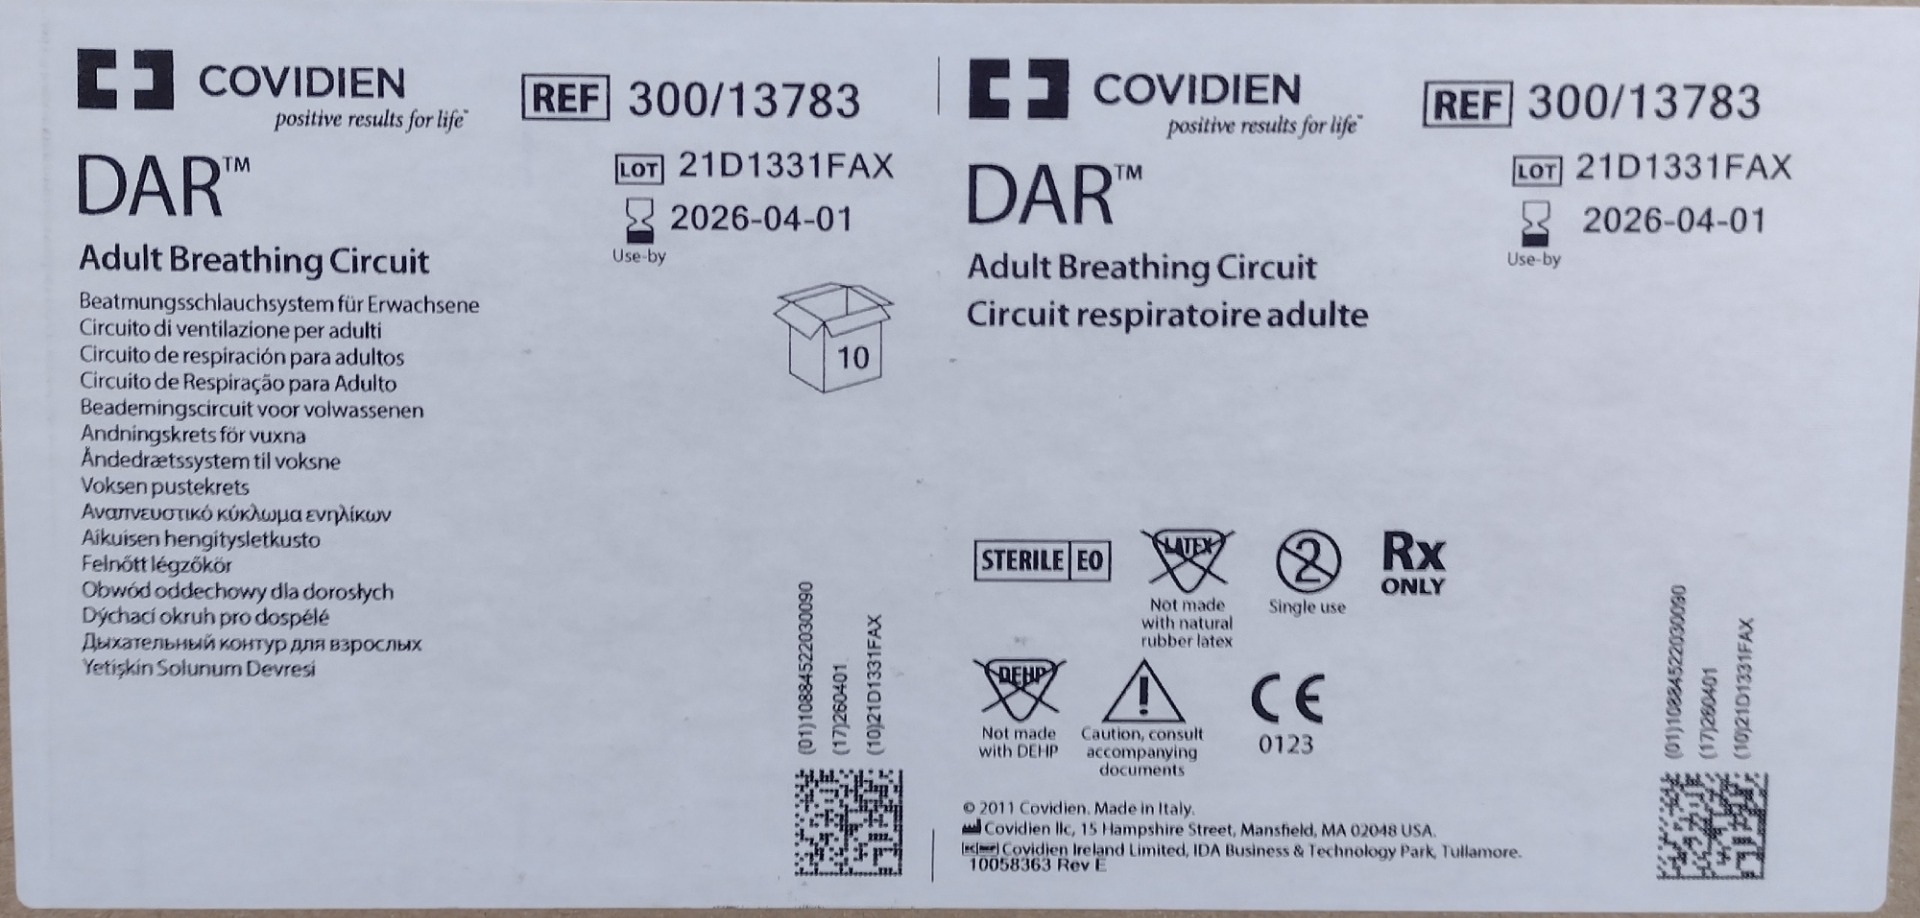 COVIDIEN
positive results for life™
REF 300/13783
LOT 21D1331FAX
2026-04-01
Use-by
DAR™
Adult Breathing Circuit
Beatmungsschlauchsystem für Erwachsene
Circuito di ventilazione per adulti
Circuito de respiración para adultos
Circuito de Respiração para Adulto
Beademingscircuit voor volwassenen
Andningskrets för vuxna
Åndedrætssystem til voksne
Voksen pustekrets
Αναπνευστικό κύκλωμα ενηλίκων
Aikuisen hengitysletkusto
Felnőtt légzőkör
Obwód oddechowy dla dorosłych
Dýchací okruh pro dospělé
Дыхательный контур для взрослых
Yetişkin Solunum Devresi
10
(01)10884522030090
(17)260401
(10)21D1331FAX
COVIDIEN
positive results for life™
REF 300/13783
LOT 21D1331FAX
2026-04-01
Use-by
DAR™
Adult Breathing Circuit
Circuit respiratoire adulte
STERILE EO
LATEX
Not made
with natural
rubber latex
2
Single use
Rx
ONLY
DEHP
Not made
with DEHP
!
Caution, consult
accompanying
documents
CE
0123
© 2011 Covidien. Made in Italy.
Covidien llc, 15 Hampshire Street, Mansfield, MA 02048 USA.
EC REP Covidien Ireland Limited, IDA Business & Technology Park, Tullamore.
10058363 Rev E
(01)10884522030090
(17)260401
(10)21D1331FAX